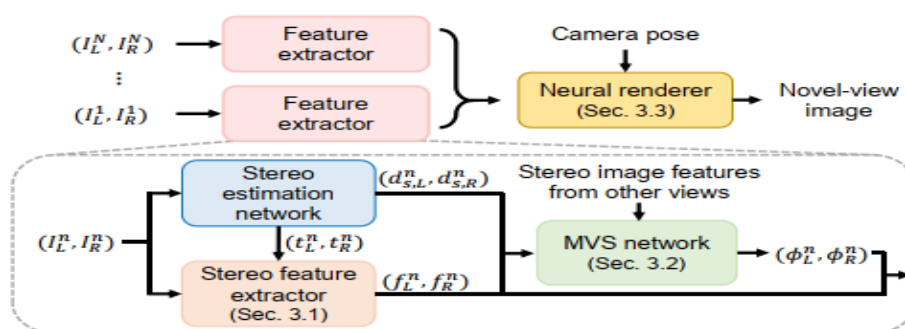 (I_L^N, I_R^N)
Feature
extractor
⋮
(I_L^1, I_R^1)
Feature
extractor
Camera pose
Neural renderer
(Sec. 3.3)
Novel-view
image
(I_L^n, I_R^n)
Stereo
estimation
network
(d_{s,L}^n, d_{s,R}^n)
(t_L^n, t_R^n)
Stereo feature
extractor
(Sec. 3.1)
(f_L^n, f_R^n)
Stereo image features
from other views
MVS network
(Sec. 3.2)
(ϕ_L^n, ϕ_R^n)